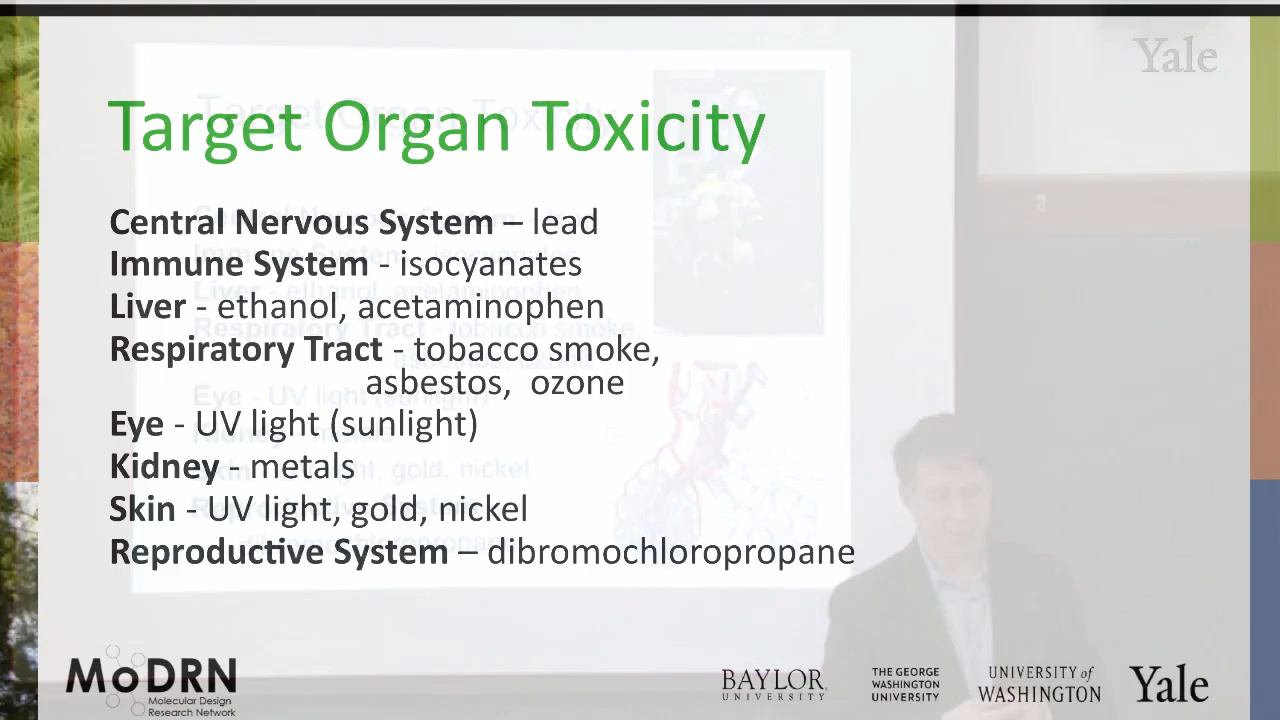 Yale
Target Organ Toxicity
Central Nervous System – lead
Immune System - isocyanates
Liver - ethanol, acetaminophen
Respiratory Tract - tobacco smoke,
asbestos, ozone
Eye - UV light (sunlight)
Kidney - metals
Skin - UV light, gold, nickel
Reproductive System – dibromochloropropane
MoDRN
Molecular Design
Research Network
BAYLOR
UNIVERSITY
THE GEORGE
WASHINGTON
UNIVERSITY
UNIVERSITY of
WASHINGTON
Yale